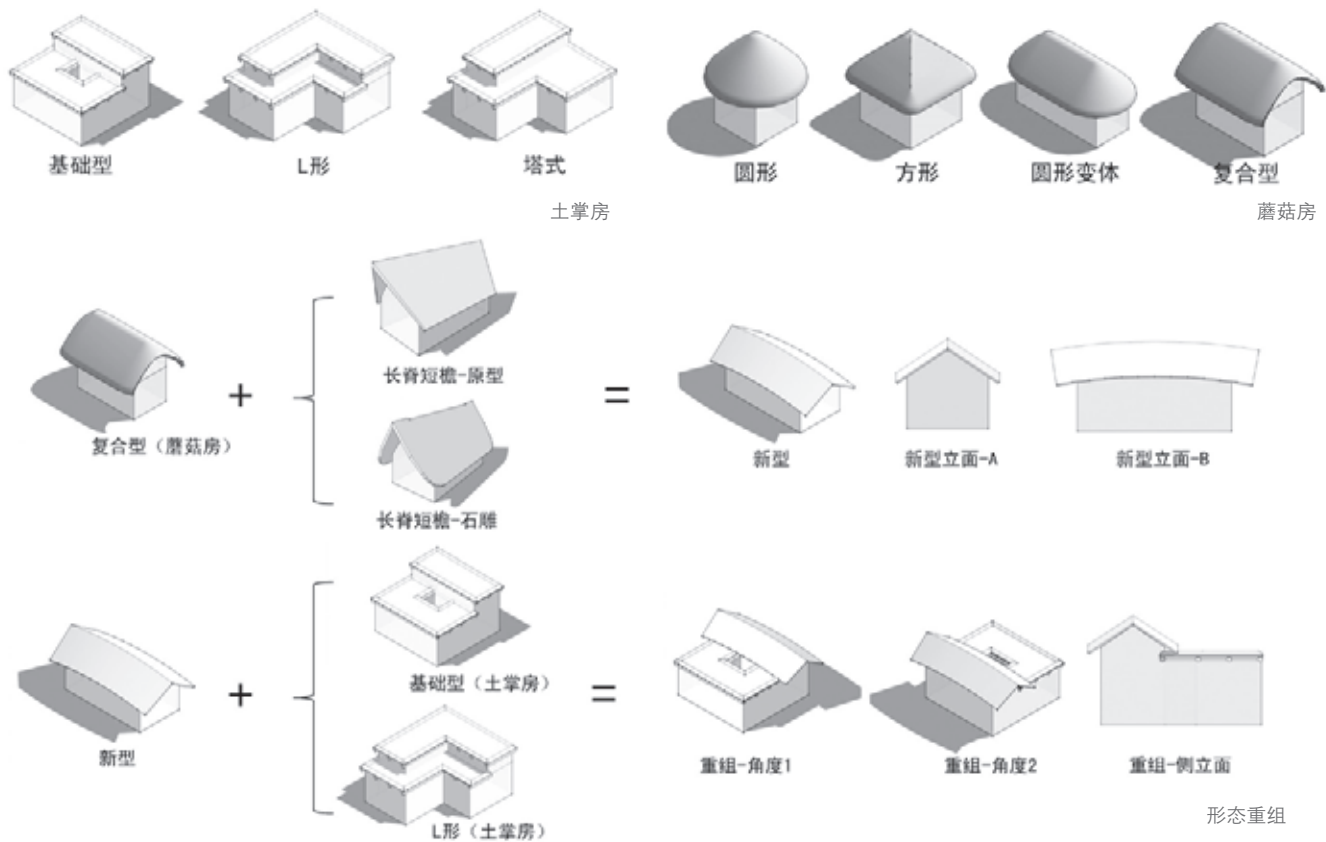 基础型
L形
塔式
土掌房
圆形
方形
圆形变体
复合型
蘑菇房
复合型（蘑菇房）
+
长脊短檐-原型
长脊短檐-石雕
=
新型
新型立面-A
新型立面-B
新型
+
基础型（土掌房）
L形（土掌房）
=
重组-角度1
重组-角度2
重组-侧立面
形态重组